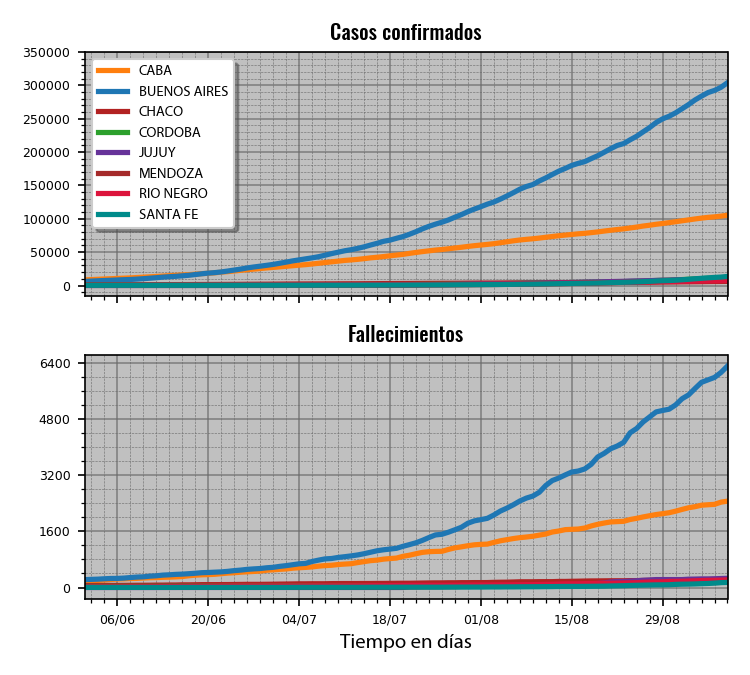 Casos confirmados
350000
300000
250000
200000
150000
100000
50000
0
CABA
BUENOS AIRES
CHACO
CORDOBA
JUJUY
MENDOZA
RIO NEGRO
SANTA FE
Fallecimientos
6400
4800
3200
1600
0
06/06 20/06 04/07 18/07 01/08 15/08 29/08
Tiempo en días